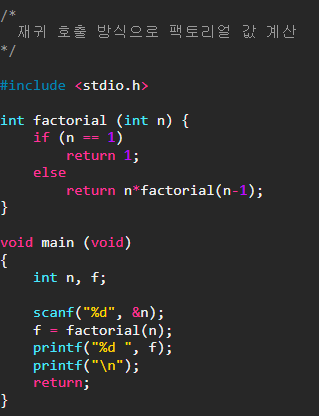 /*
  재귀 호출 방식으로 팩토리얼 값 계산
*/

#include <stdio.h>

int factorial (int n) {
    if (n == 1)
        return 1;
    else
        return n*factorial(n-1);
}

void main (void)
{
    int n, f;

    scanf("%d", &n);
    f = factorial(n);
    printf("%d ", f);
    printf("\n");
    return;
}